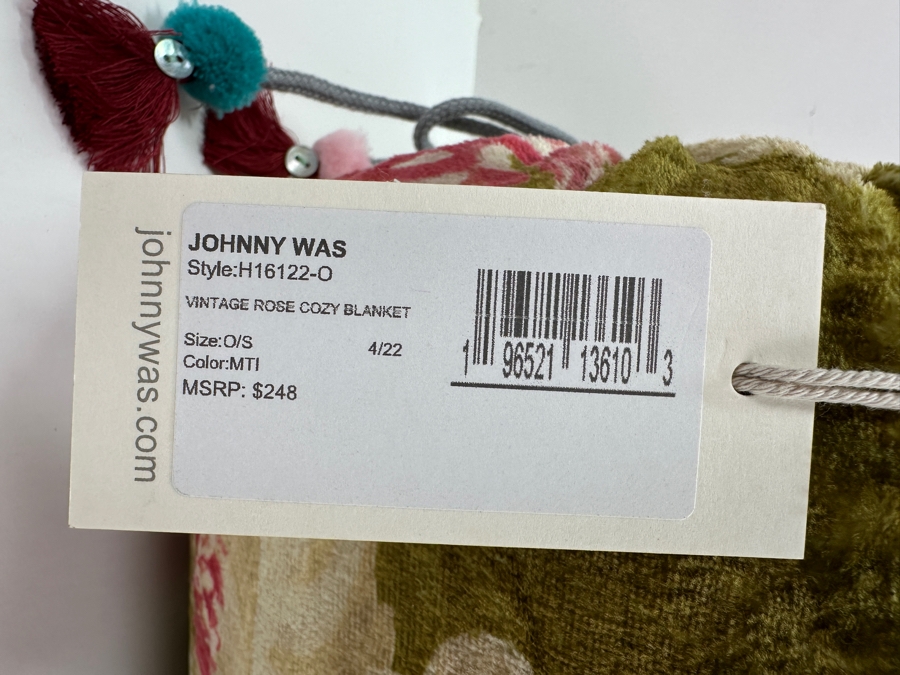 johnnywas.com
JOHNNY WAS
Style:H16122-O
VINTAGE ROSE COZY BLANKET
Size:O/S 4/22
Color:MTI
MSRP: $248
1 96521 13610 3